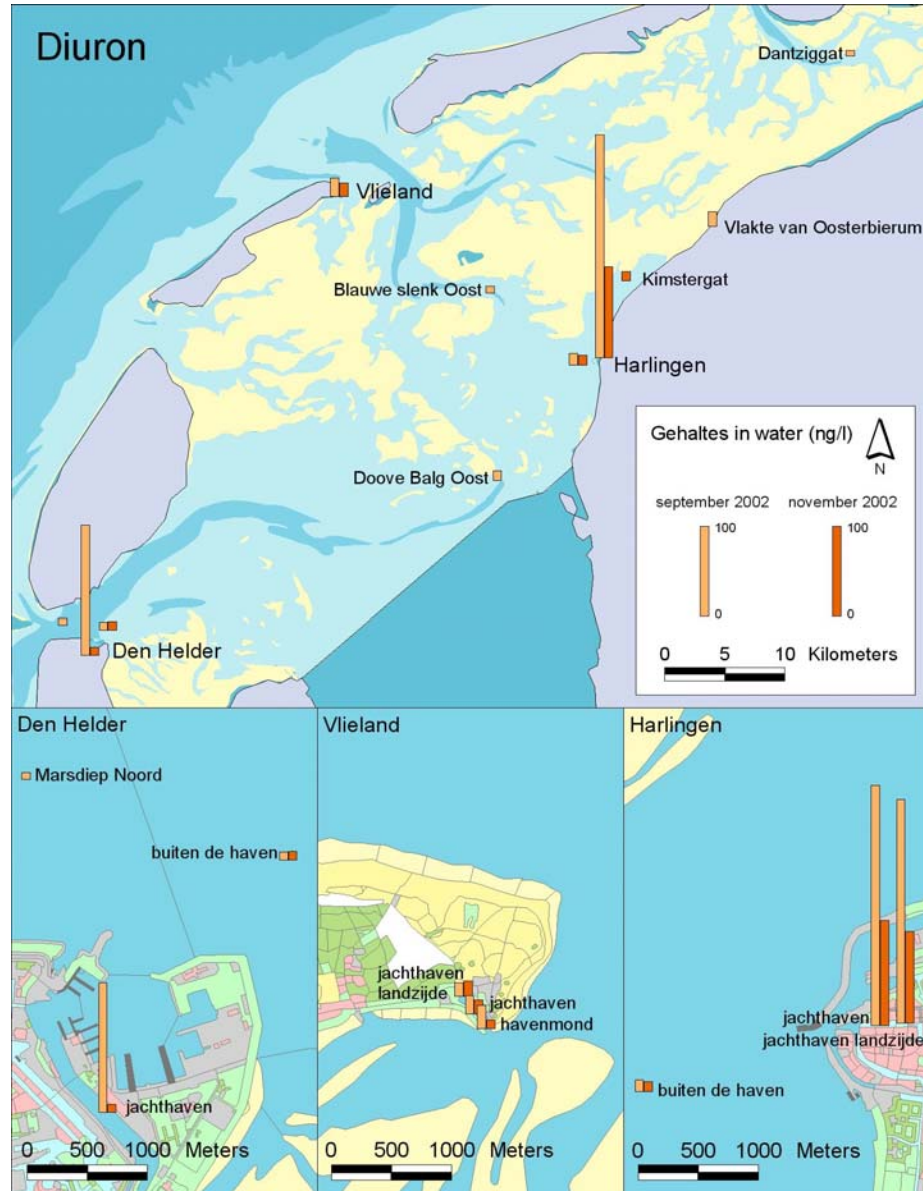 Diuron
Dantziggat
Vlieland
Vlakte van Oosterbierum
Blauwe slenk Oost
Kimstergat
Harlingen
Doove Balg Oost
Den Helder
Gehaltes in water (ng/l)
N
september 2002
november 2002
100
100
0
0
0 5 10 Kilometers
Den Helder
Marsdiep Noord
buiten de haven
jachthaven
0 500 1000 Meters
Vlieland
jachthaven
landzijde
jachthaven
havenmond
0 500 1000 Meters
Harlingen
jachthaven
jachthaven landzijde
buiten de haven
0 500 1000 Meters